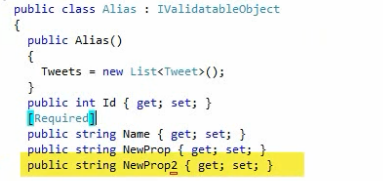 public class Alias : IValidatableObject
{
public Alias()
{
Tweets = new List<Tweet>();
}
public int Id { get; set; }
[Required]
public string Name { get; set; }
public string NewProp { get; set; }
public string NewProp2 { get; set; }